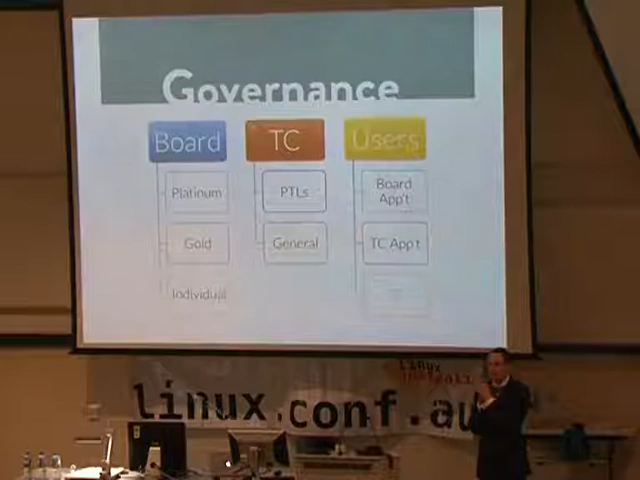 Governance
Board
TC
Users
Platinum
PTLs
Board
App't
Gold
General
TC App't
Individual
linux.conf.au